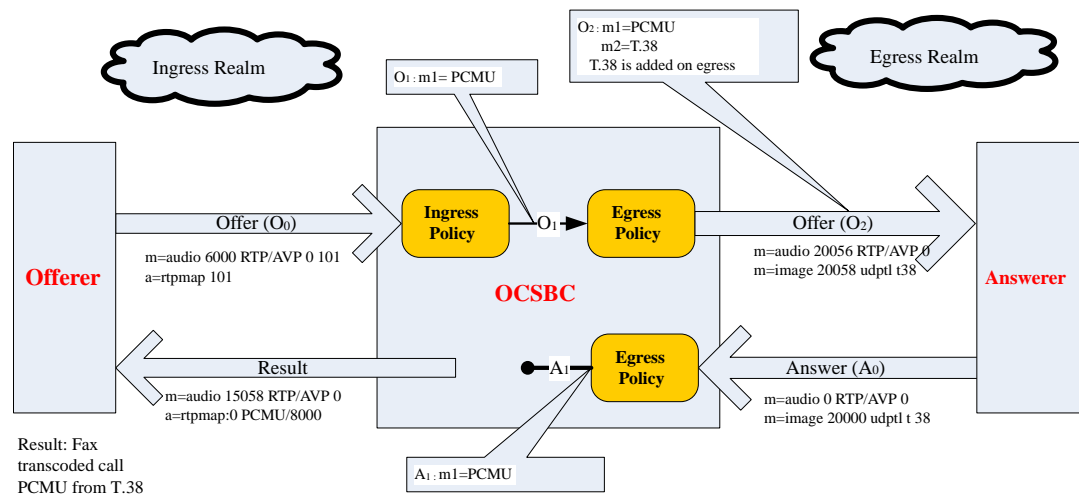 O2 : m1=PCMU
m2=T.38
T.38 is added on egress
Ingress Realm
Egress Realm
O1 : m1= PCMU
Offer (O0)
Ingress
Policy
O1
Egress
Policy
Offer (O2)
m=audio 6000 RTP/AVP 0 101
a=rtpmap 101
m=audio 20056 RTP/AVP 0
m=image 20058 udptl t38
Offerer
OCSBC
Answerer
Result
A1
Egress
Policy
Answer (A0)
m=audio 15058 RTP/AVP 0
a=rtpmap:0 PCMU/8000
m=audio 0 RTP/AVP 0
m=image 20000 udptl t 38
Result: Fax
transcoded call
PCMU from T.38
A1 : m1=PCMU